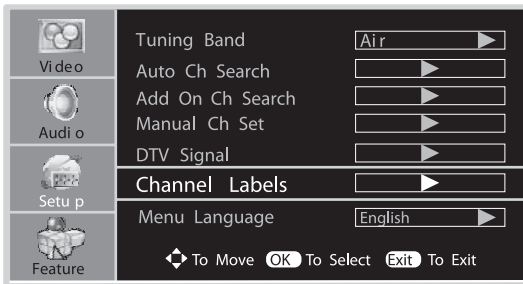 Video
Audio
Setup
Feature
Tuning Band Air
Auto Ch Search
Add On Ch Search
Manual Ch Set
DTV Signal
Channel Labels
Menu Language English
To Move OK To Select Exit To Exit